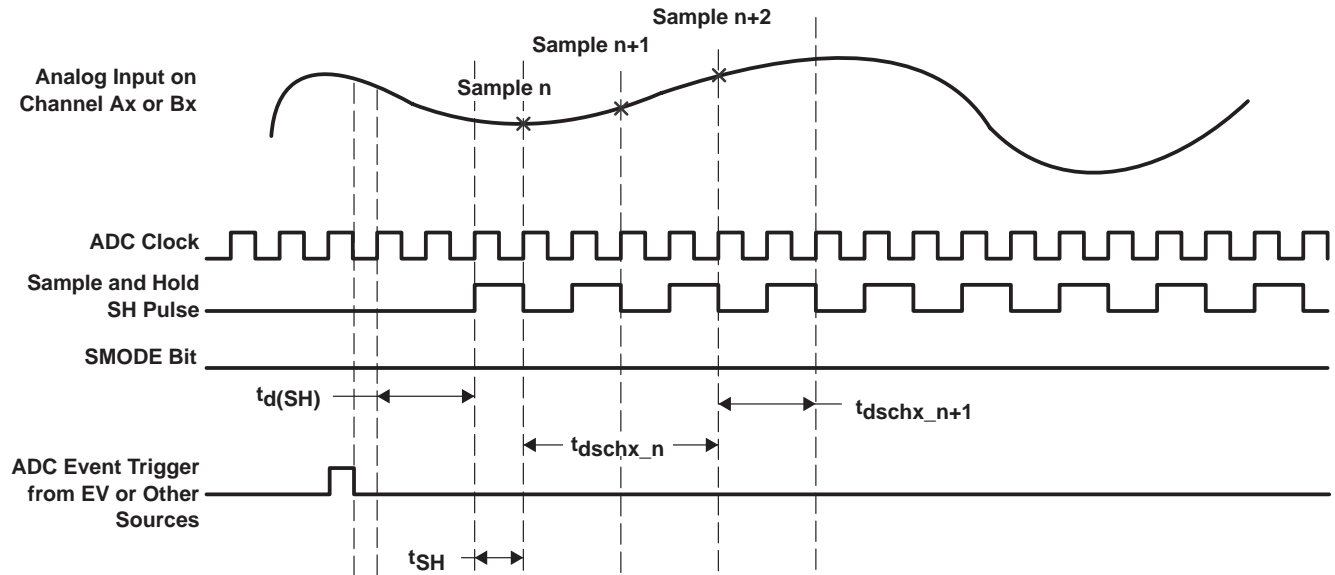 Sample n+2
Sample n+1
Analog Input on
Channel Ax or Bx
Sample n
ADC Clock
Sample and Hold
SH Pulse
SMODE Bit
td(SH)
tdschx_n+1
tdschx_n
ADC Event Trigger
from EV or Other
Sources
tSH